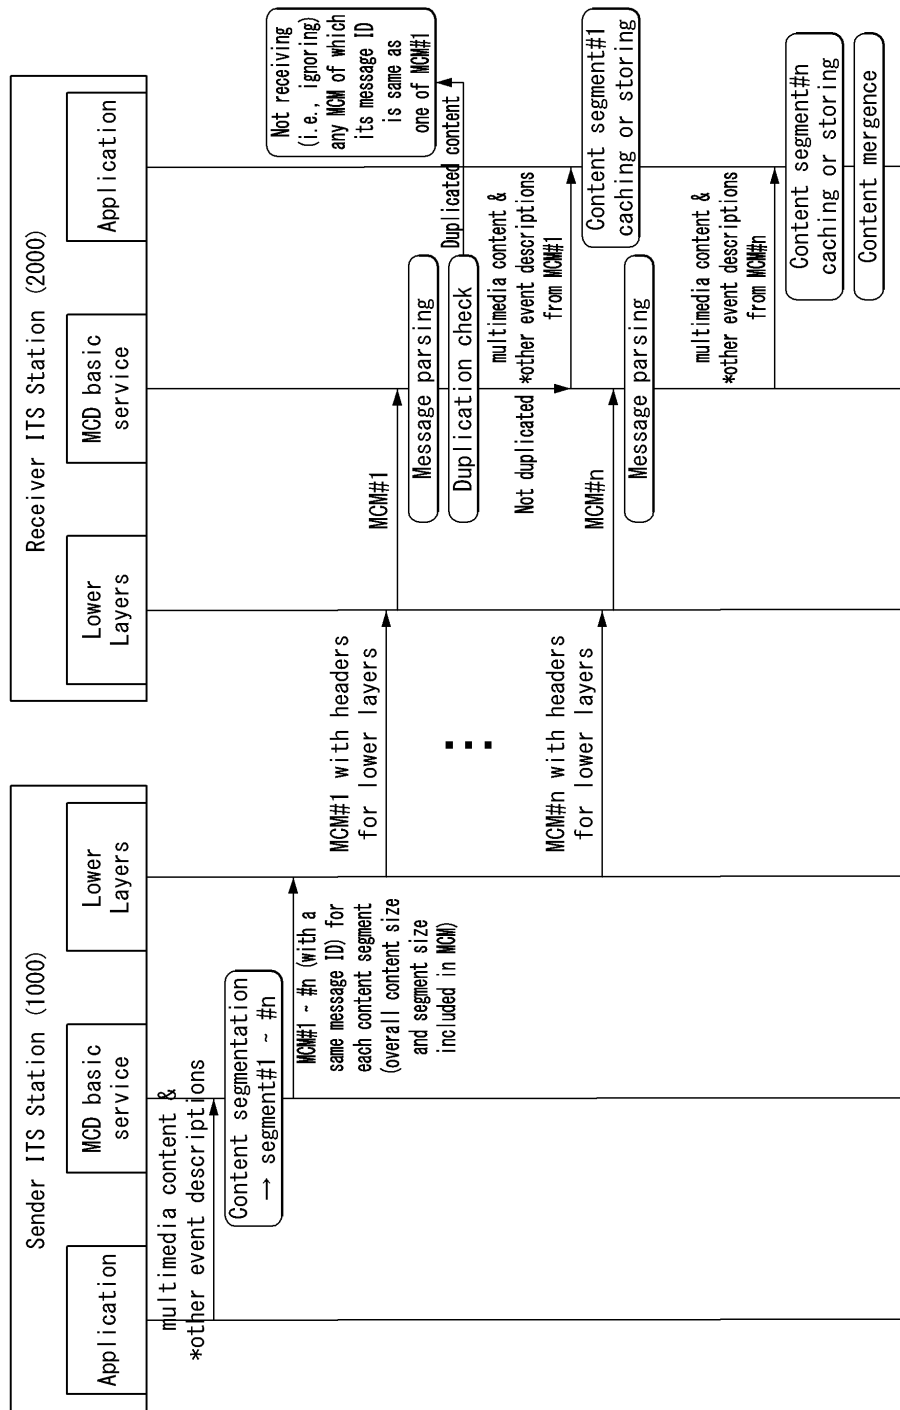 Sender ITS Station (1000)
Application
MCD basic
service
Lower
Layers
Receiver ITS Station (2000)
Lower
Layers
MCD basic
service
Application
multimedia content &
*other event descriptions
Content segmentation
→ segment#1 ~ #n
MCM#1 ~ #n (with a
same message ID) for
each content segment
(overall content size
and segment size
included in MCM)
MCM#1 with headers
for lower layers
MCM#1
Message parsing
Duplication check
Duplicated content
Not receiving
(i.e., ignoring)
any MCM of which
its message ID
is same as
one of MCM#1
Not duplicated
multimedia content &
*other event descriptions
from MCM#1
Content segment#1
caching or storing
MCM#n with headers
for lower layers
MCM#n
Message parsing
multimedia content &
*other event descriptions
from MCM#n
Content segment#n
caching or storing
Content mergence